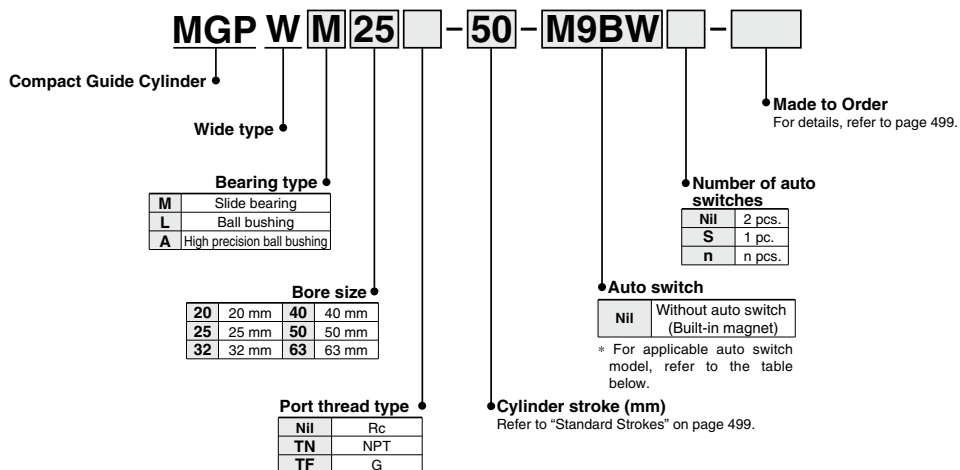 MGP W M 25 – 50 – M9BW –
Compact Guide Cylinder
Made to Order
For details, refer to page 499.
Wide type
Bearing type
M Slide bearing
L Ball bushing
A High precision ball bushing
Number of auto
switches
Nil 2 pcs.
S 1 pc.
n n pcs.
Bore size
20 20 mm 40 40 mm
25 25 mm 50 50 mm
32 32 mm 63 63 mm
Auto switch
Nil Without auto switch
(Built-in magnet)
* For applicable auto switch
model, refer to the table
below.
Port thread type
Nil Rc
TN NPT
TF G
Cylinder stroke (mm)
Refer to “Standard Strokes” on page 499.